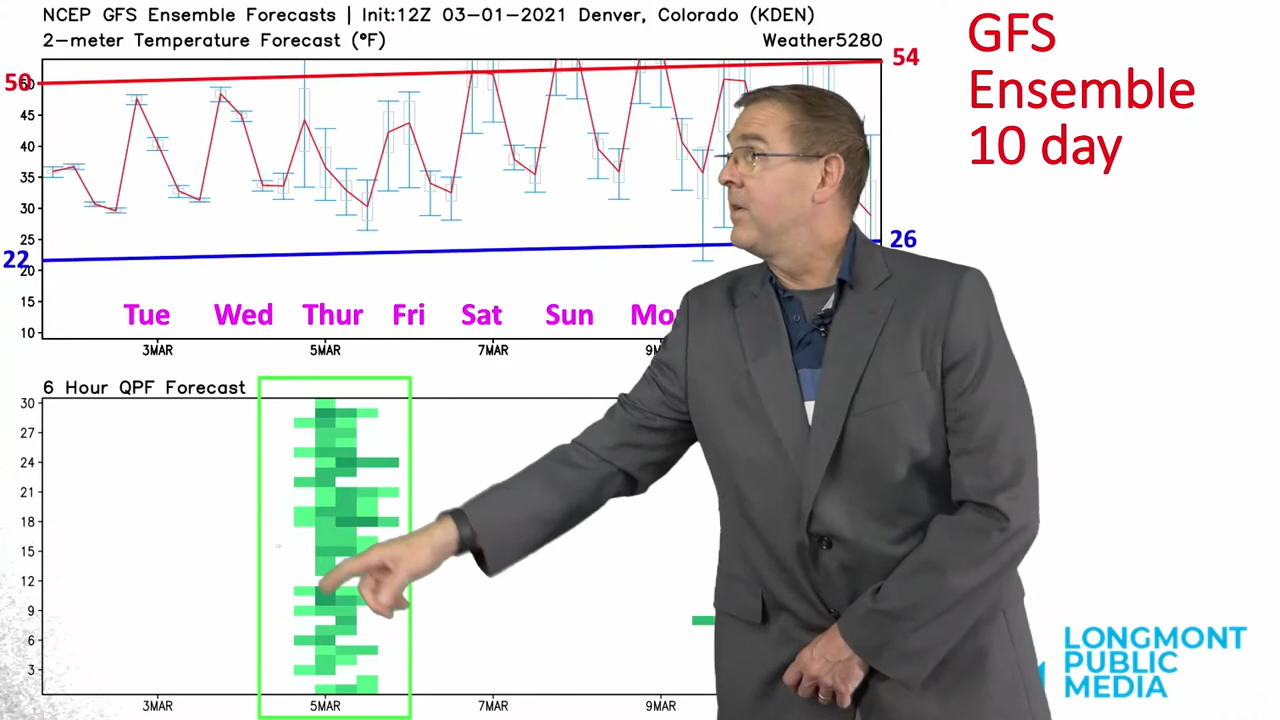 NCEP GFS Ensemble Forecasts | Init:12Z 03-01-2021 Denver, Colorado (KDEN)
2-meter Temperature Forecast (°F)
Weather5280
GFS
Ensemble
10 day
54
50
50
45
40
35
30
25
26
22
20
15
10
Tue Wed Thur Fri Sat Sun Mo
3MAR 5MAR 7MAR 9M
6 Hour QPF Forecast
30
27
24
21
18
15
12
9
6
3
3MAR 5MAR 7MAR 9MAR
LONGMONT
PUBLIC
MEDIA